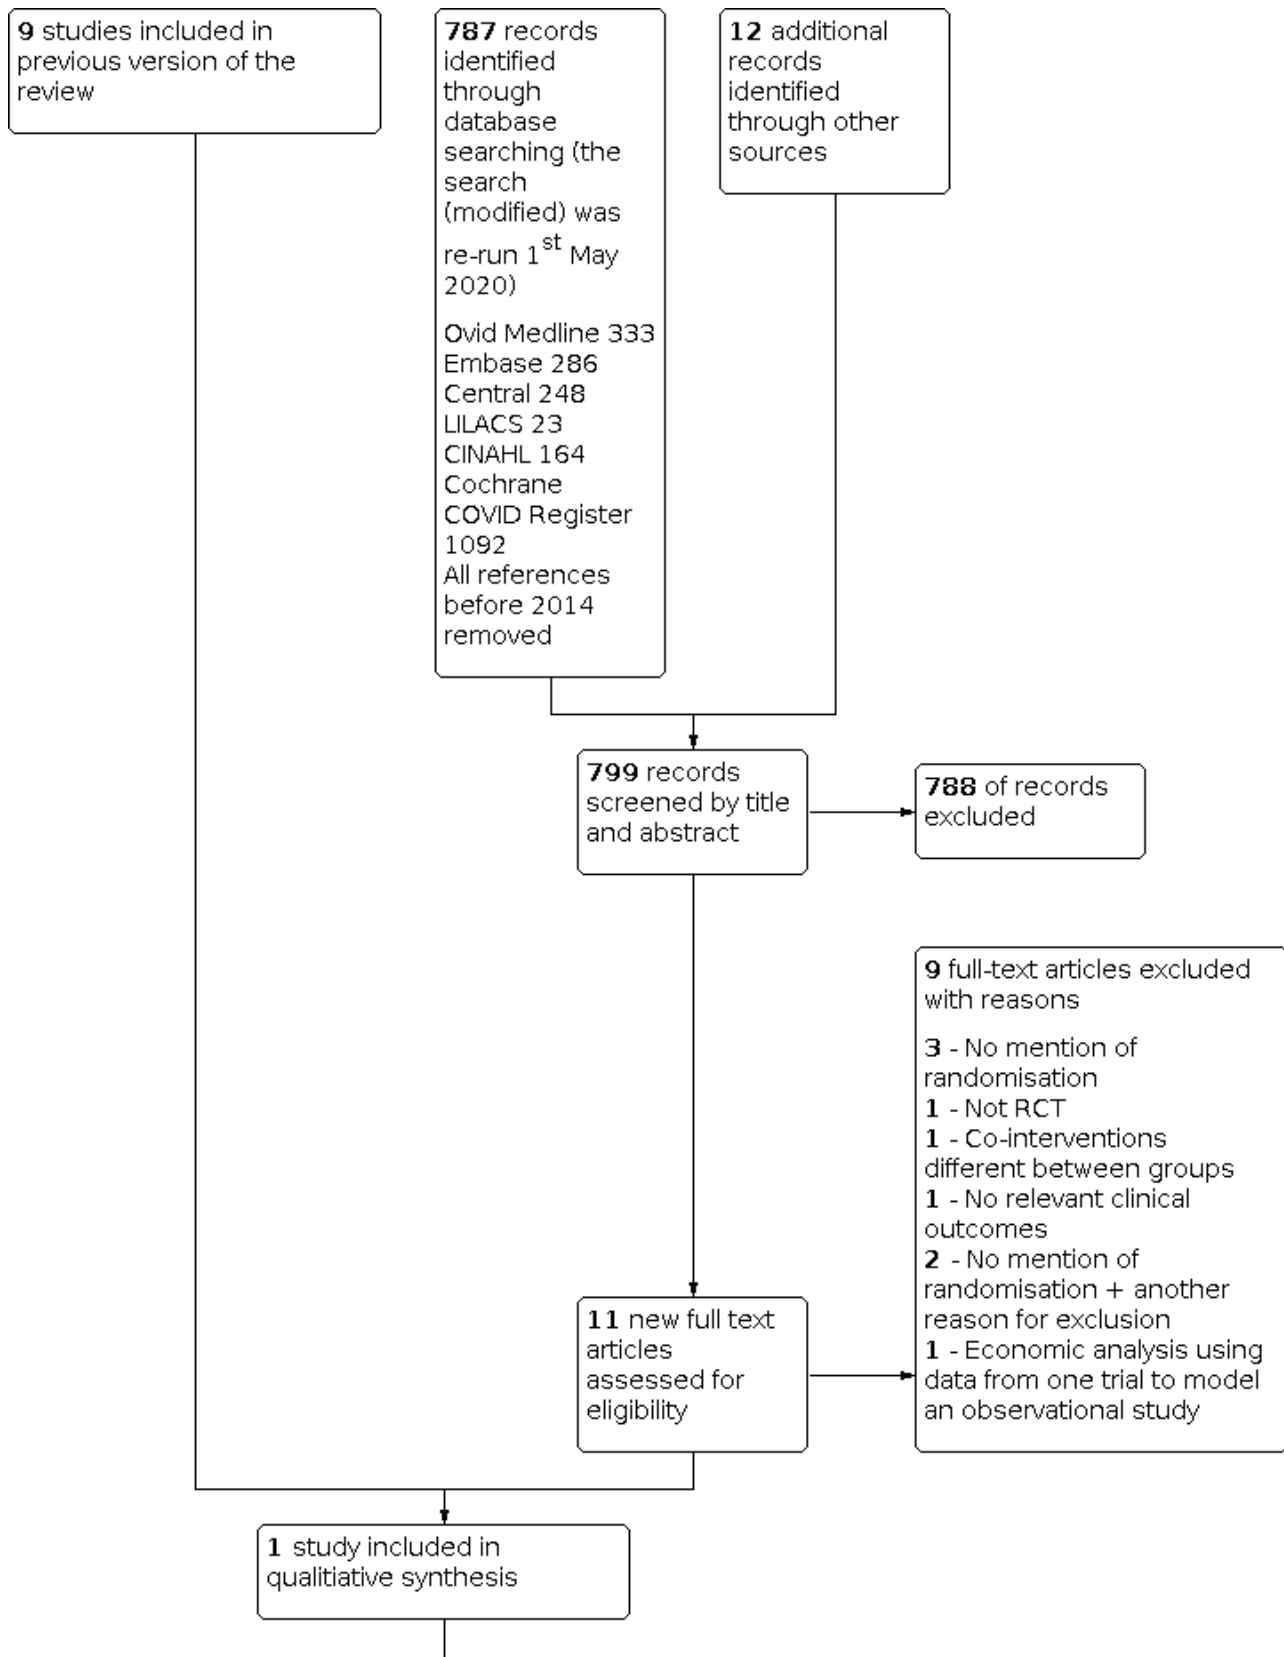 9 studies included in
previous version of the
review
787 records
identified
through
database
searching (the
search
(modified) was
re-run 1st May
2020)
Ovid Medline 333
Embase 286
Central 248
LILACS 23
CINAHL 164
Cochrane
COVID Register
1092
All references
before 2014
removed
12 additional
records
identified
through other
sources
799 records
screened by title
and abstract
788 of records
excluded
9 full-text articles excluded
with reasons
3 - No mention of
randomisation
1 - Not RCT
1 - Co-interventions
different between groups
1 - No relevant clinical
outcomes
2 - No mention of
randomisation + another
reason for exclusion
1 - Economic analysis using
data from one trial to model
an observational study
11 new full text
articles
assessed for
eligibility
1 study included in
qualitiative synthesis